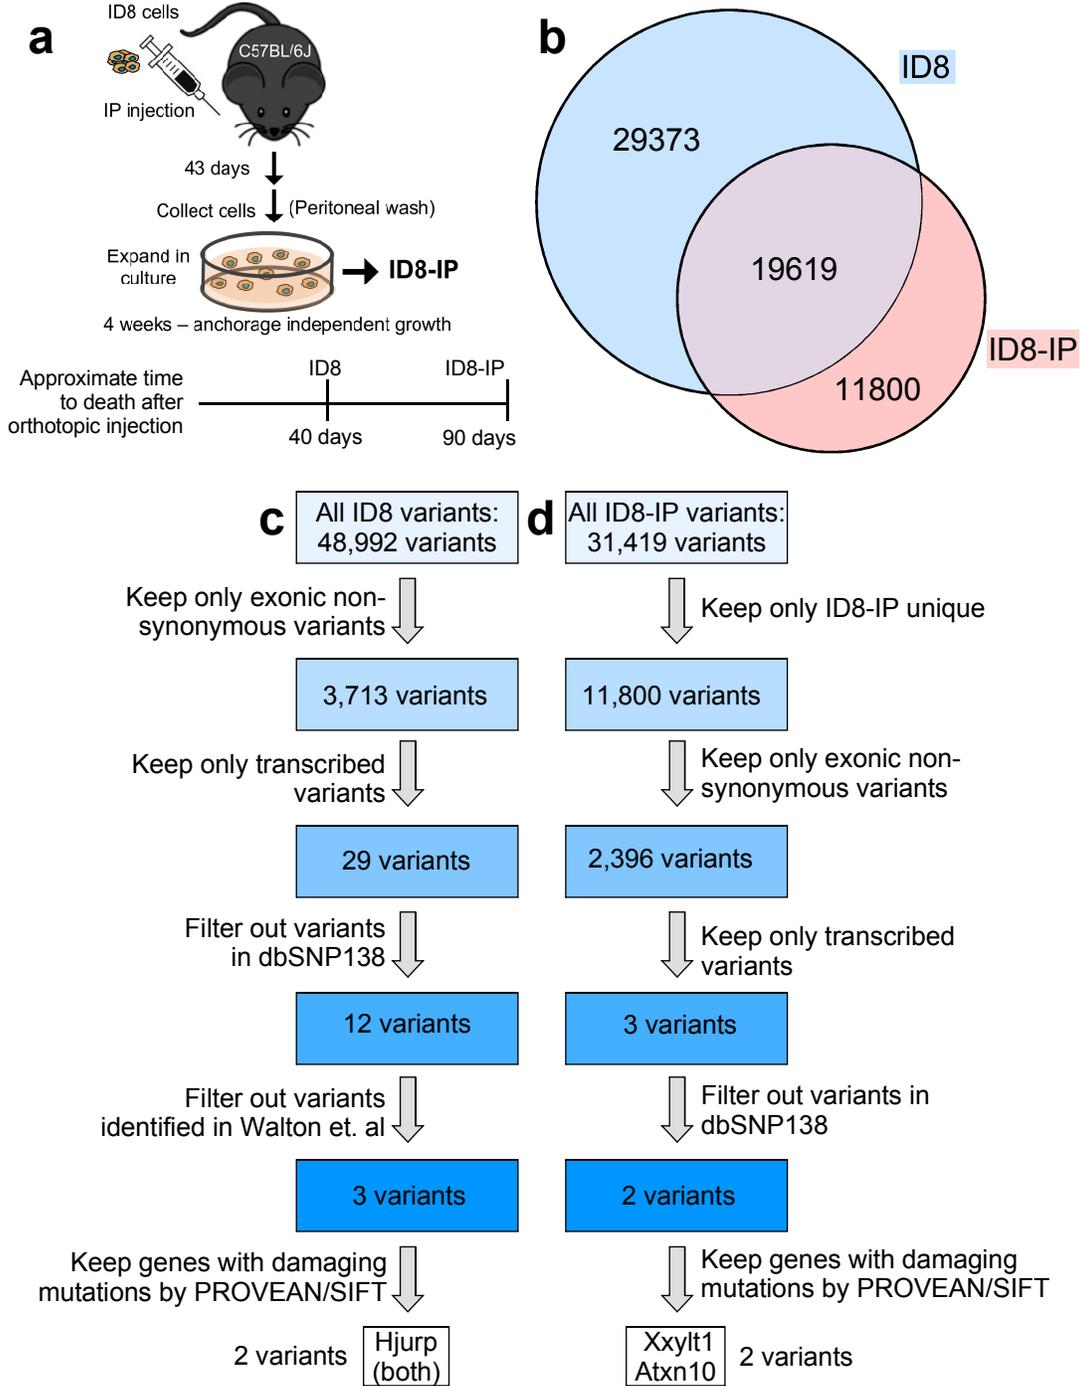 a
ID8 cells
C57BL/6J
IP injection
43 days
Collect cells
(Peritoneal wash)
Expand in
culture
ID8-IP
4 weeks – anchorage independent growth
Approximate time
to death after
orthotopic injection
ID8
ID8-IP
40 days
90 days
b
ID8
29373
19619
ID8-IP
11800
c
All ID8 variants:
48,992 variants
Keep only exonic non-
synonymous variants
3,713 variants
Keep only transcribed
variants
29 variants
Filter out variants
in dbSNP138
12 variants
Filter out variants
identified in Walton et. al
3 variants
Keep genes with damaging
mutations by PROVEAN/SIFT
2 variants
Hjurp
(both)
d
All ID8-IP variants:
31,419 variants
Keep only ID8-IP unique
11,800 variants
Keep only exonic non-
synonymous variants
2,396 variants
Keep only transcribed
variants
3 variants
Filter out variants in
dbSNP138
2 variants
Keep genes with damaging
mutations by PROVEAN/SIFT
Xxylt1
Atxn10
2 variants